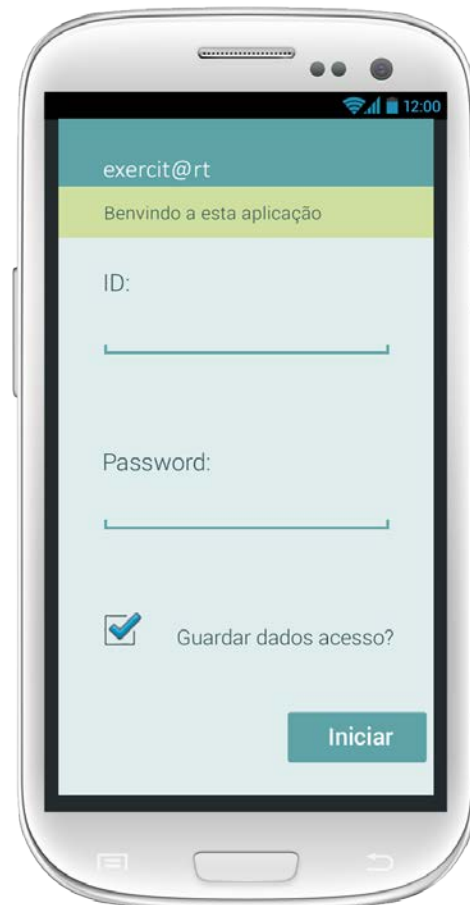 12:00
exercit@rt
Benvindo a esta aplicação
ID:
Password:
Guardar dados acesso?
Iniciar